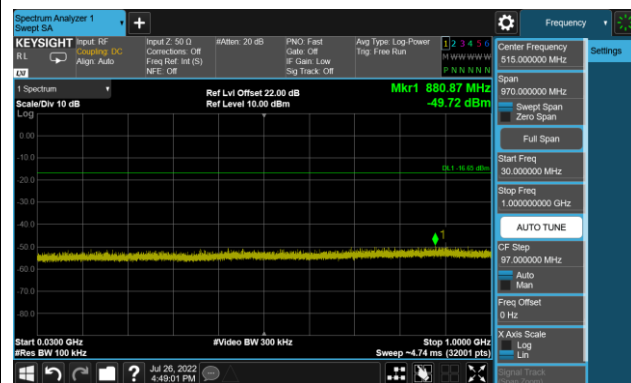 Spectrum Analyzer 1
Swept SA
Frequency
KEYSIGHT
RL
LXI
Input: RF
Coupling: DC
Align: Auto
Input Z: 50 Ω
Corrections: Off
Freq Ref: Int (S)
NFE: Off
#Atten: 20 dB
PNO: Fast
Gate: Off
IF Gain: Low
Sig Track: Off
Avg Type: Log-Power
Trig: Free Run
1 2 3 4 5 6
M W W W W W
P N N N N N
1 Spectrum
Scale/Div 10 dB
Log
Ref Lvl Offset 22.00 dB
Ref Level 10.00 dBm
Mkr1 880.87 MHz
-49.72 dBm
0.00
-10.0
DL1 -16.65 dBm
-20.0
-30.0
-40.0
1
-50.0
-60.0
-70.0
-80.0
Start 0.0300 GHz
#Res BW 100 kHz
#Video BW 300 kHz
Stop 1.0000 GHz
Sweep ~4.74 ms (32001 pts)
?
Jul 26, 2022
4:49:01 PM
Settings
Center Frequency
515.000000 MHz
Span
970.000000 MHz
Swept Span
Zero Span
Full Span
Start Freq
30.000000 MHz
Stop Freq
1.000000000 GHz
AUTO TUNE
CF Step
97.000000 MHz
Auto
Man
Freq Offset
0 Hz
X Axis Scale
Log
Lin
Signal Track